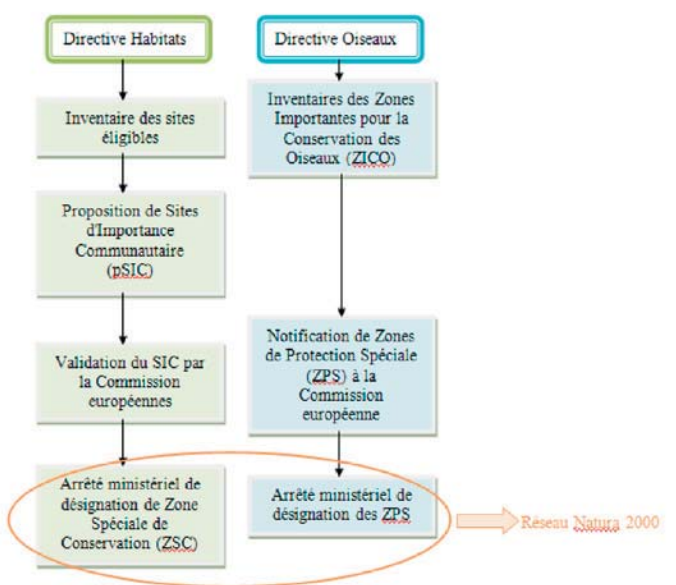 Directive Habitats
Inventaire des sites
éligibles
Proposition de Sites
d'Importance
Communautaire
(pSIC)
Validation du SIC par
la Commission
européennes
Arrêté ministériel de
désignation de Zone
Spéciale de
Conservation (ZSC)
Directive Oiseaux
Inventaires des Zones
Importantes pour la
Conservation des
Oiseaux (ZICO)
Notification de Zones
de Protection Spéciale
(ZPS) à la
Commission
européenne
Arrêté ministériel de
désignation des ZPS
Réseau Natura 2000